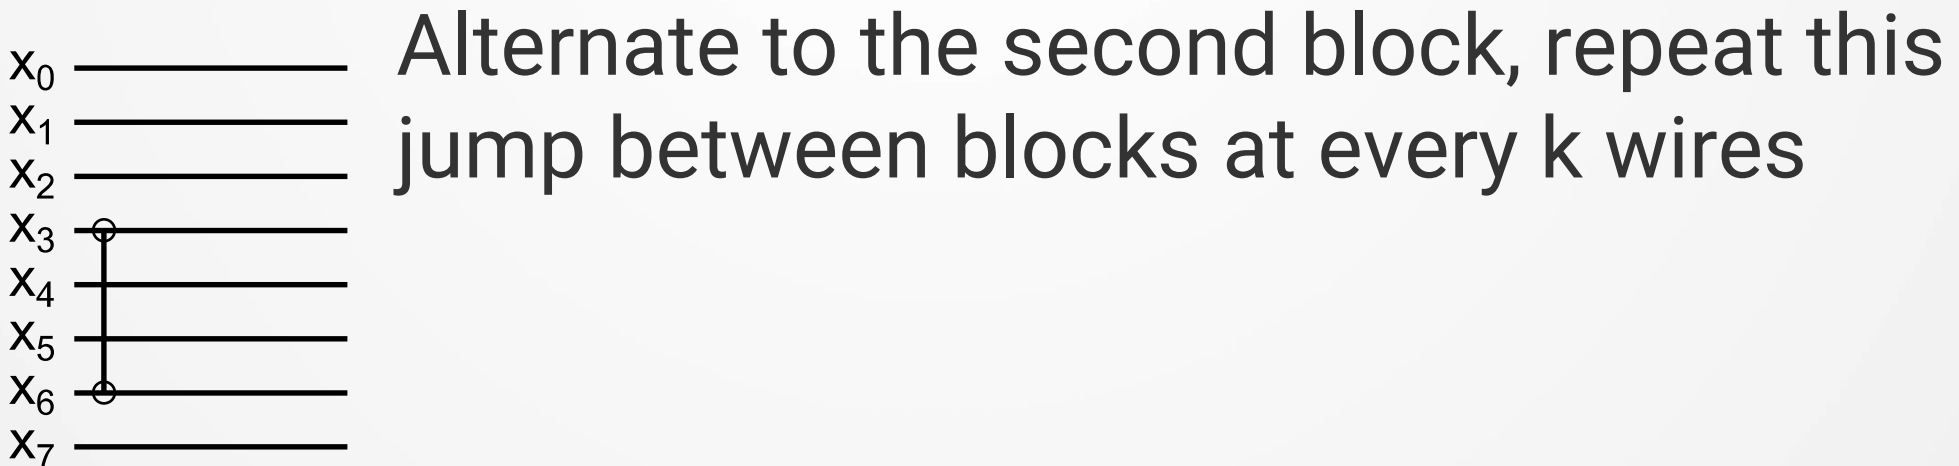 Alternate to the second block, repeat this
jump between blocks at every k wires
x0
x1
x2
x3
x4
x5
x6
x7